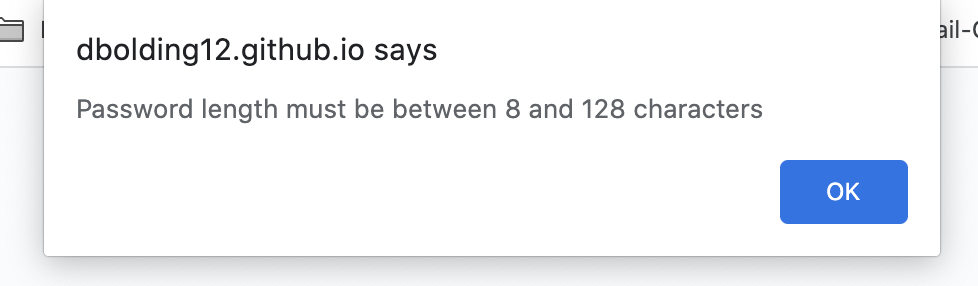 dbolding12.github.io says
Password length must be between 8 and 128 characters
OK